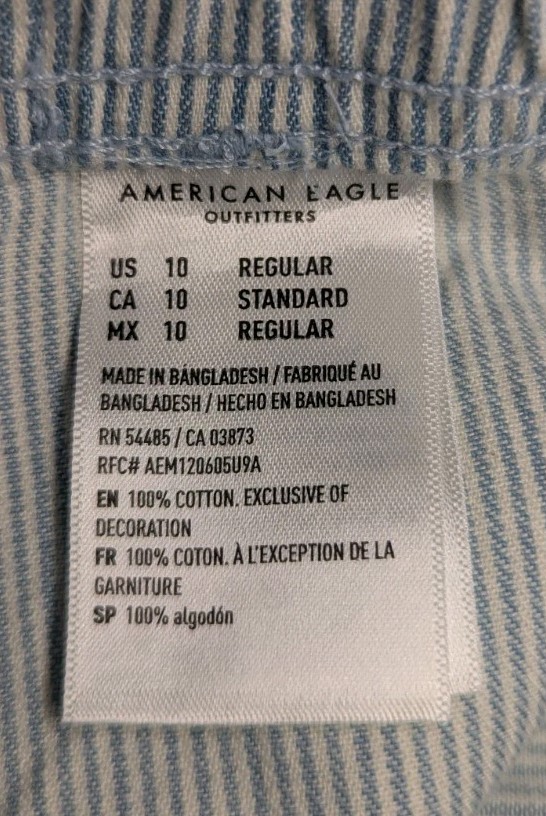 AMERICAN EAGLE
OUTFITTERS
US 10 REGULAR
CA 10 STANDARD
MX 10 REGULAR
MADE IN BANGLADESH / FABRIQUÉ AU
BANGLADESH / HECHO EN BANGLADESH
RN 54485 / CA 03873
RFC# AEM120605U9A
EN 100% COTTON. EXCLUSIVE OF
DECORATION
FR 100% COTON. À L'EXCEPTION DE LA
GARNITURE
SP 100% algodón